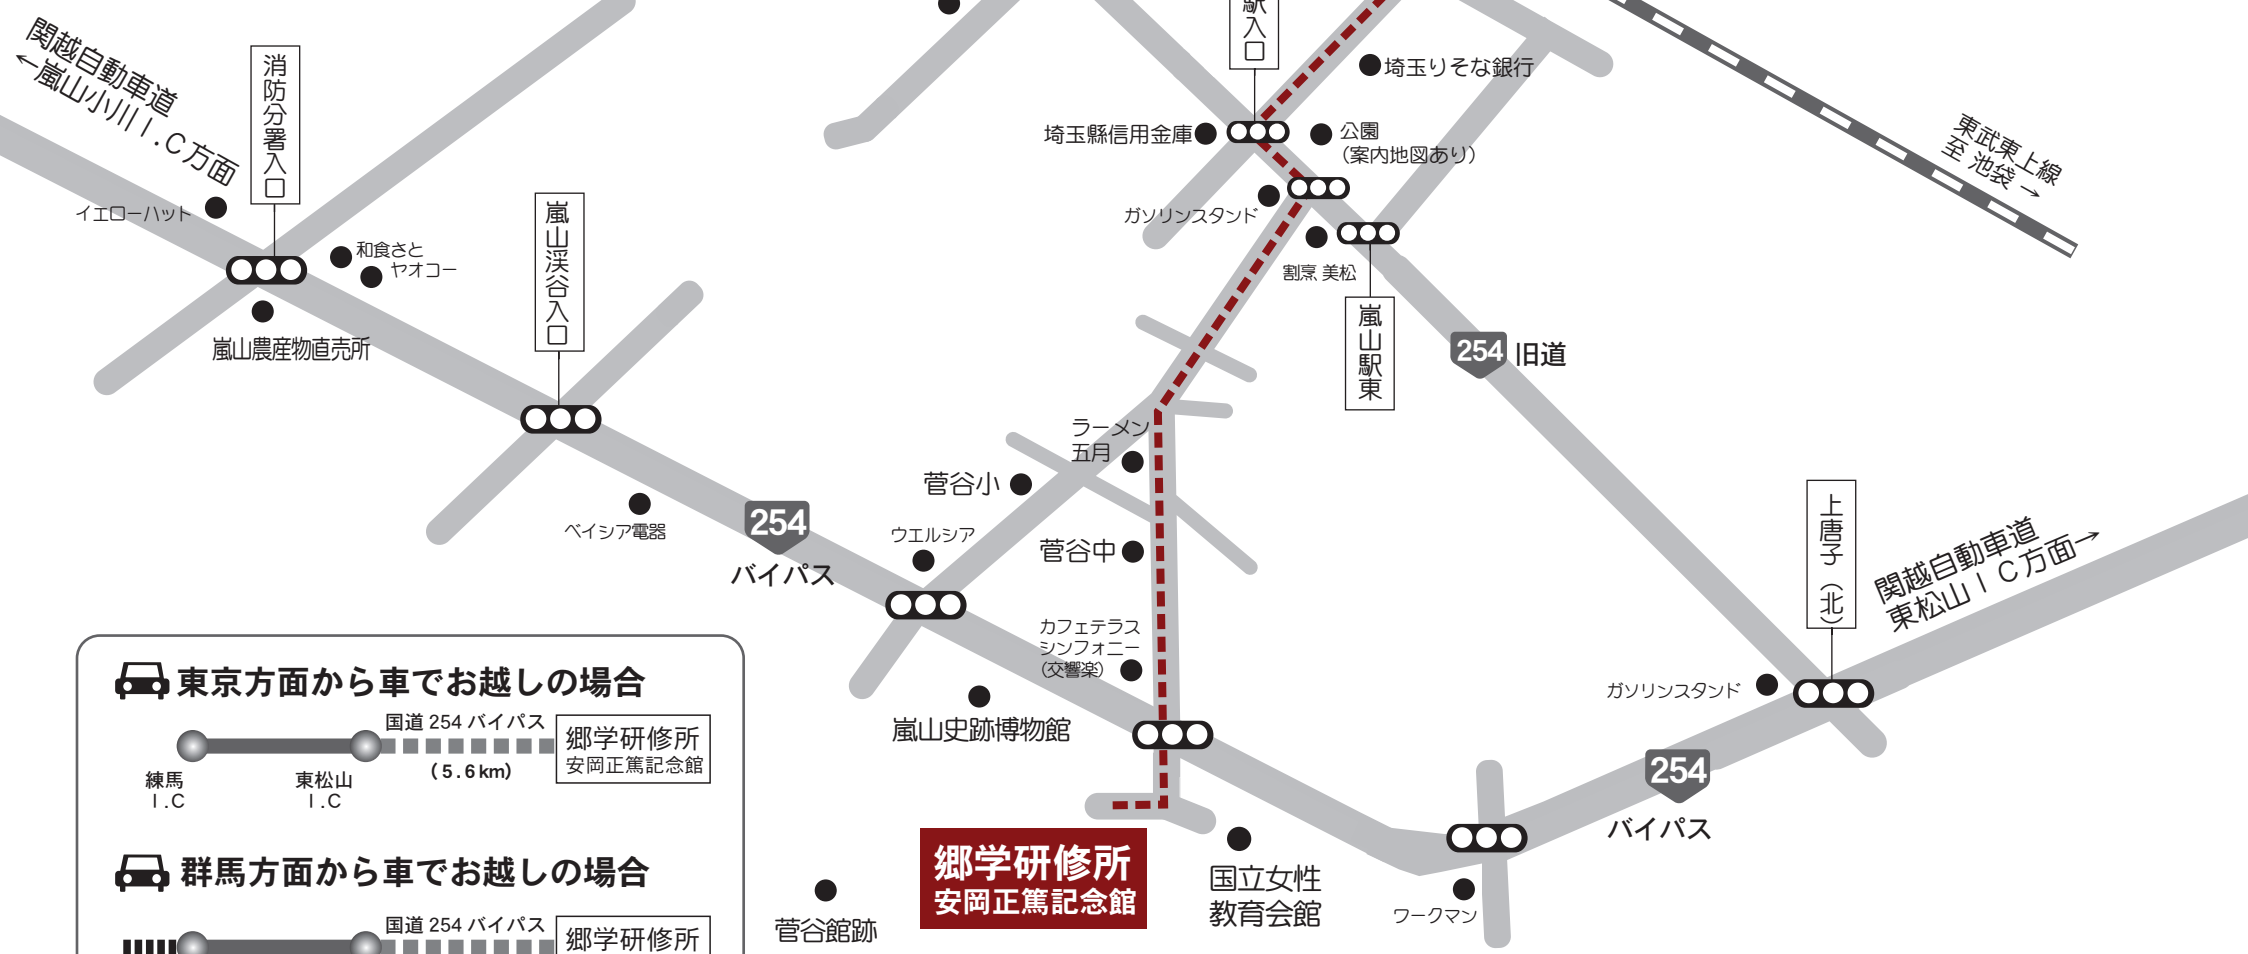 関越自動車道
←嵐山小川I.C方面
消防分署入口
イエローハット
和食さと
ヤオコー
嵐山農産物直売所
嵐山渓谷入口
駅入口
埼玉りそな銀行
埼玉縣信用金庫
公園
（案内地図あり）
ガソリンスタンド
割烹 美松
嵐山駅東
東武東上線
至 池袋 →
254 旧道
ラーメン
五月
菅谷小
菅谷中
ウエルシア
ベイシア電器
254
バイパス
カフェテラス
シンフォニー
（交響楽）
嵐山史跡博物館
上唐子（北）
関越自動車道
東松山ＩＣ方面→
ガソリンスタンド
254
バイパス
ワークマン
国立女性
教育会館
郷学研修所
安岡正篤記念館
菅谷館跡
東京方面から車でお越しの場合
国道 254 バイパス
（5.6km）
練馬
I.C
東松山
I.C
郷学研修所
安岡正篤記念館
群馬方面から車でお越しの場合
国道 254 バイパス
郷学研修所